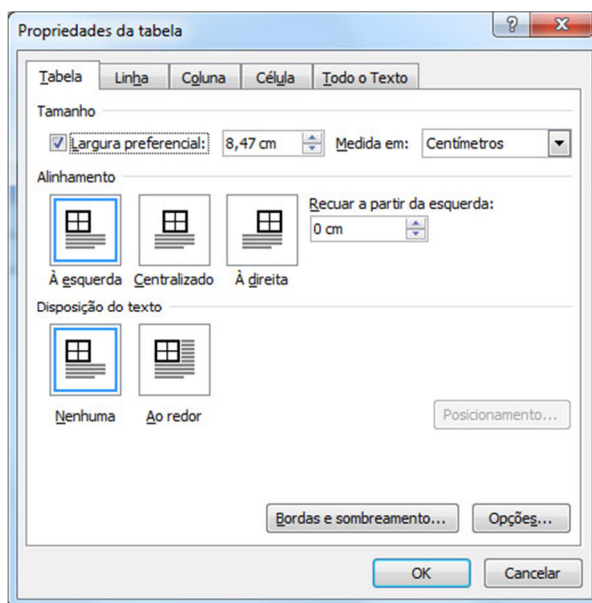 Propriedades da tabela
Tabela Linha Coluna Célula Todo o Texto
Tamanho
Largura preferencial: 8,47 cm Medida em: Centímetros
Alinhamento
Recuar a partir da esquerda:
0 cm
À esquerda Centralizado À direita
Disposição do texto
Nenhuma Ao redor
Posicionamento...
Bordas e sombreamento... Opções...
OK Cancelar